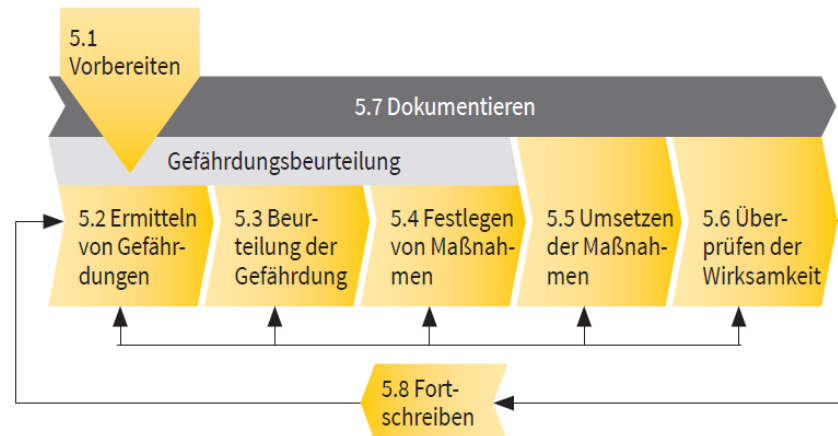 5.1
Vorbereiten
5.7 Dokumentieren
Gefährdungsbeurteilung
5.2 Ermitteln
von Gefähr-
dungen
5.3 Beur-
teilung der
Gefährdung
5.4 Festlegen
von Maßnah-
men
5.5 Umsetzen
der Maßnah-
men
5.6 Über-
prüfen der
Wirksamkeit
5.8 Fort-
schreiben